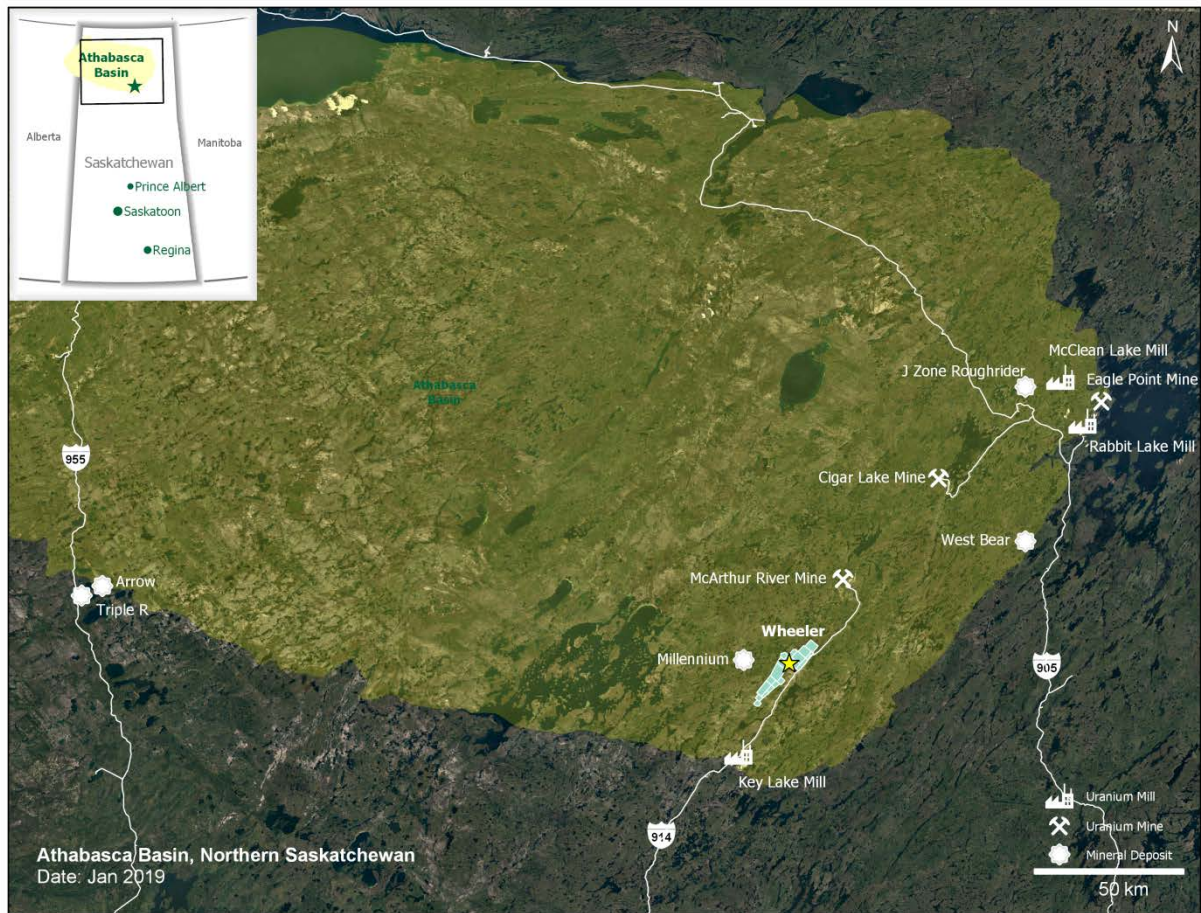 Athabasca
Basin
Alberta
Manitoba
Saskatchewan
Prince Albert
Saskatoon
Regina
N
Athabasca
Basin
McClean Lake Mill
J Zone Roughrider
Eagle Point Mine
Rabbit Lake Mill
955
Cigar Lake Mine
West Bear
McArthur River Mine
Arrow
Triple R
Wheeler
Millennium
905
Key Lake Mill
914
Uranium Mill
Uranium Mine
Mineral Deposit
50 km
Athabasca Basin, Northern Saskatchewan
Date: Jan 2019